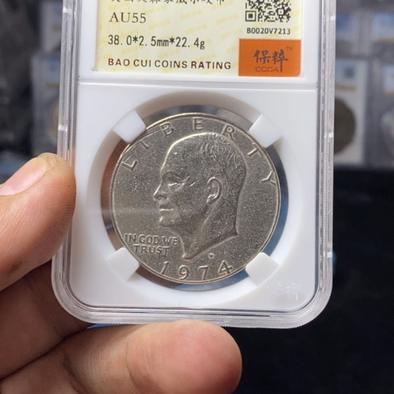 AU55
38.0*2.5mm*22.4g
B0020V7213
保粹
BAO CUI COINS RATING
LIBERTY
IN GOD WE
TRUST
D
1974